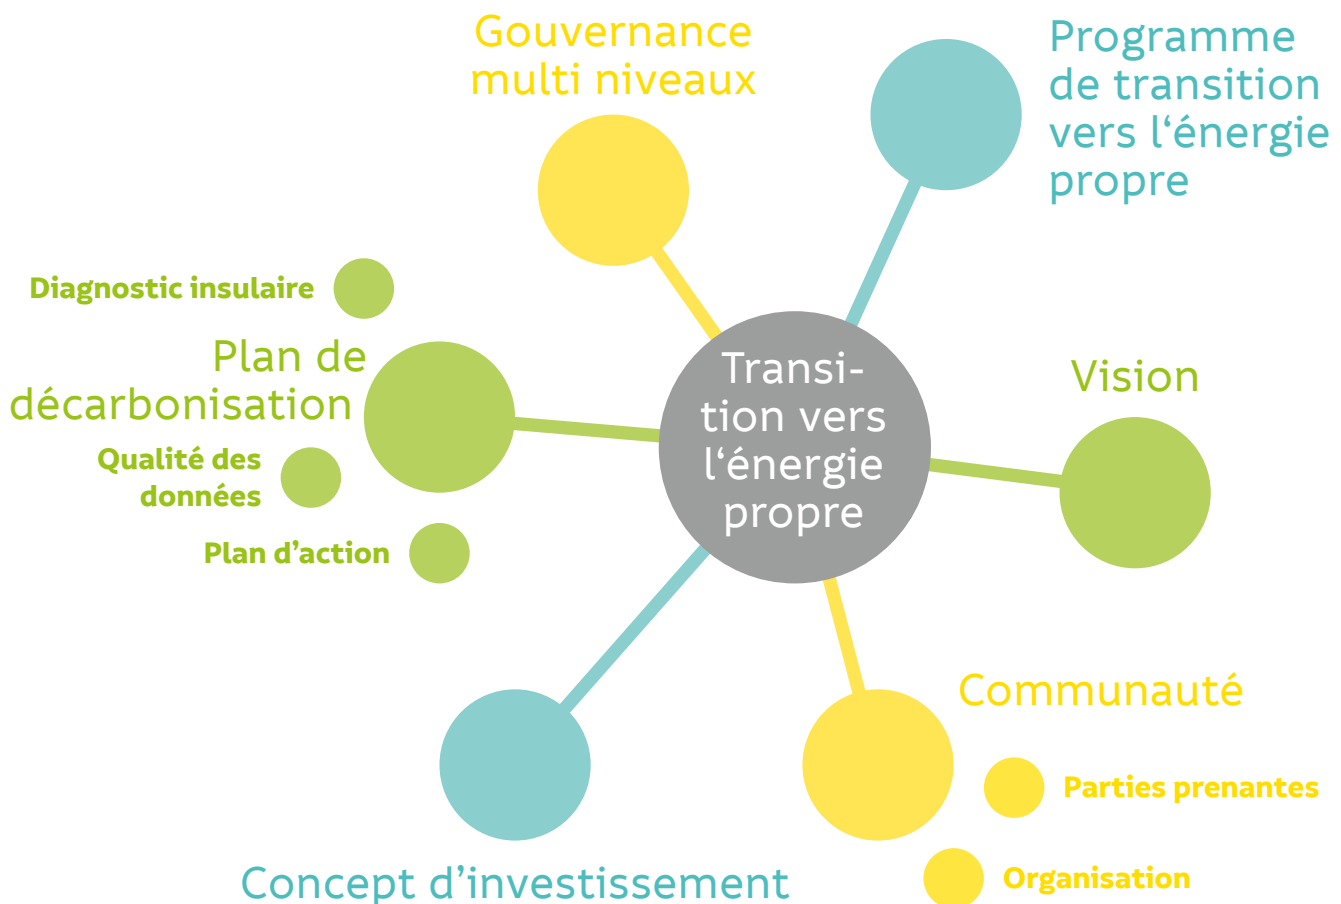 Gouvernance
multi niveaux
Programme
de transition
vers l‘énergie
propre
Diagnostic insulaire
Plan de
décarbonisation
Qualité des
données
Plan d’action
Transi-
tion vers
l‘énergie
propre
Vision
Communauté
Parties prenantes
Organisation
Concept d’investissement